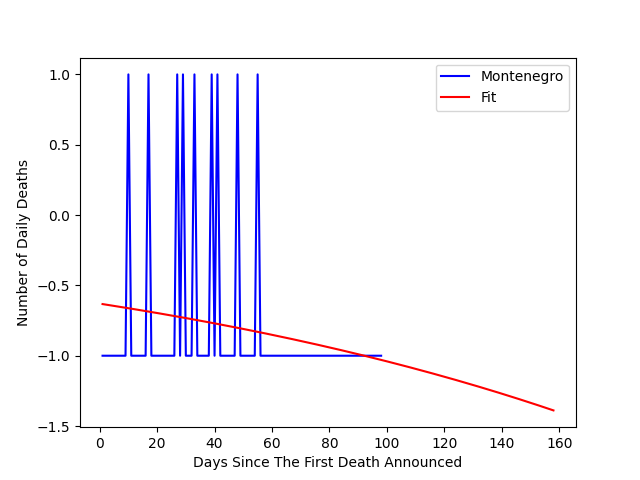 Montenegro
Fit
1.0
0.5
0.0
−0.5
−1.0
−1.5
Number of Daily Deaths
0 20 40 60 80 100 120 140 160
Days Since The First Death Announced